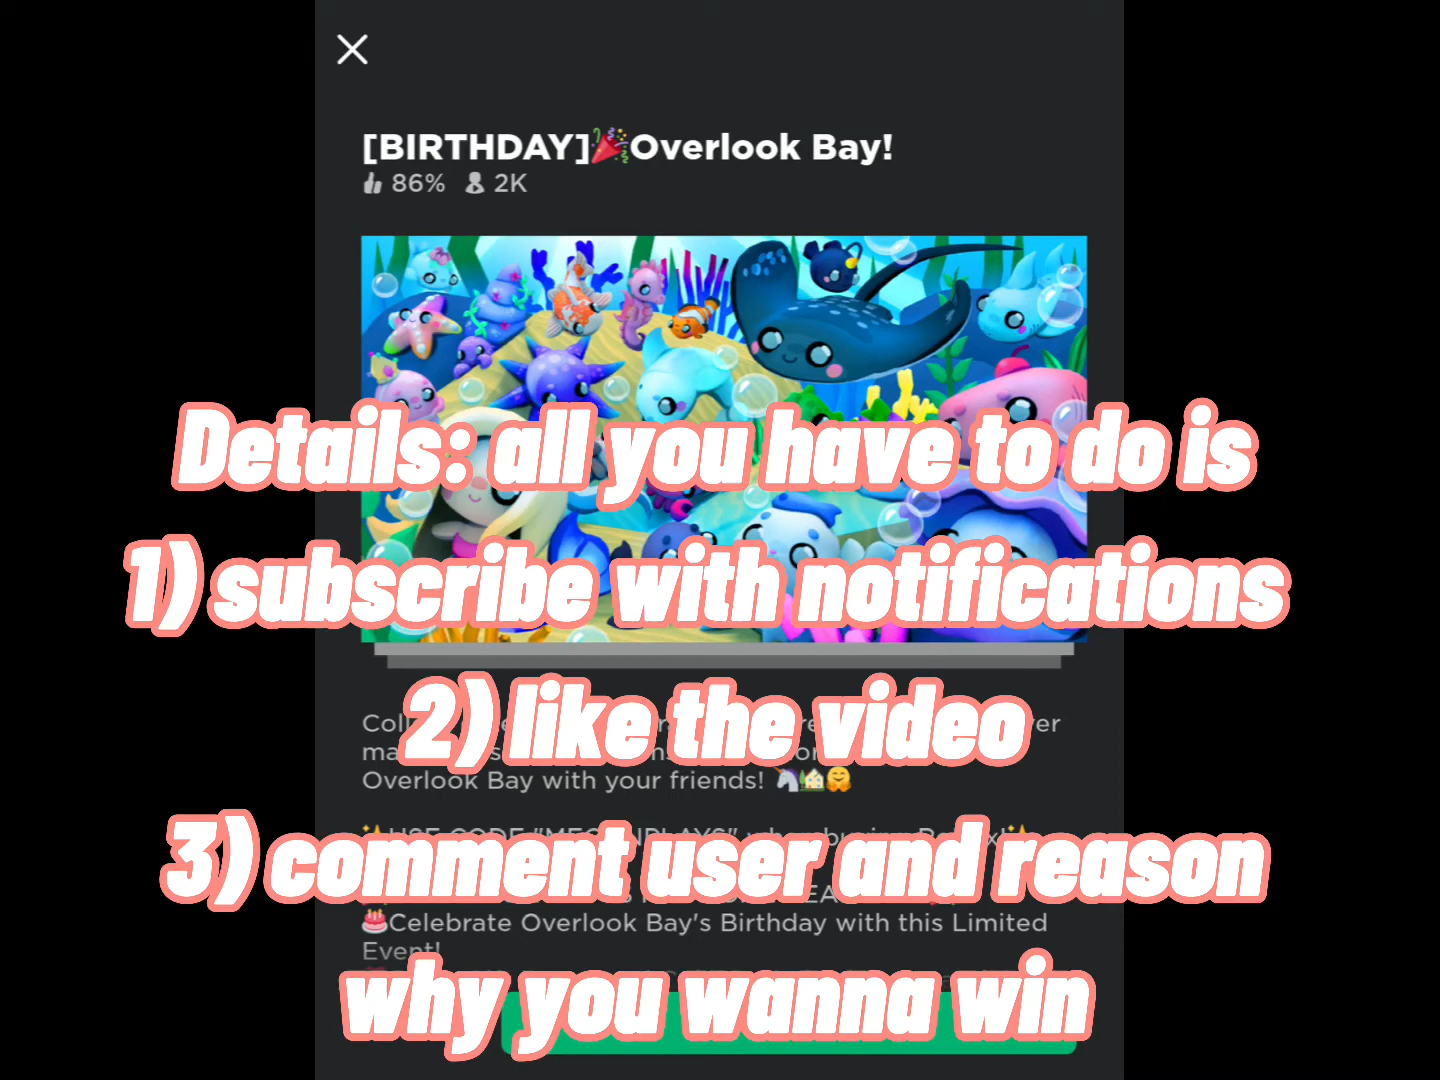 [BIRTHDAY]🎉Overlook Bay!
86% 2K
Details: all you have to do is
1) subscribe with notifications
2) like the video
Overlook Bay with your friends! 🦄🏡🤗
3) comment user and reason
🎂Celebrate Overlook Bay's Birthday with this Limited
Event!
why you wanna win